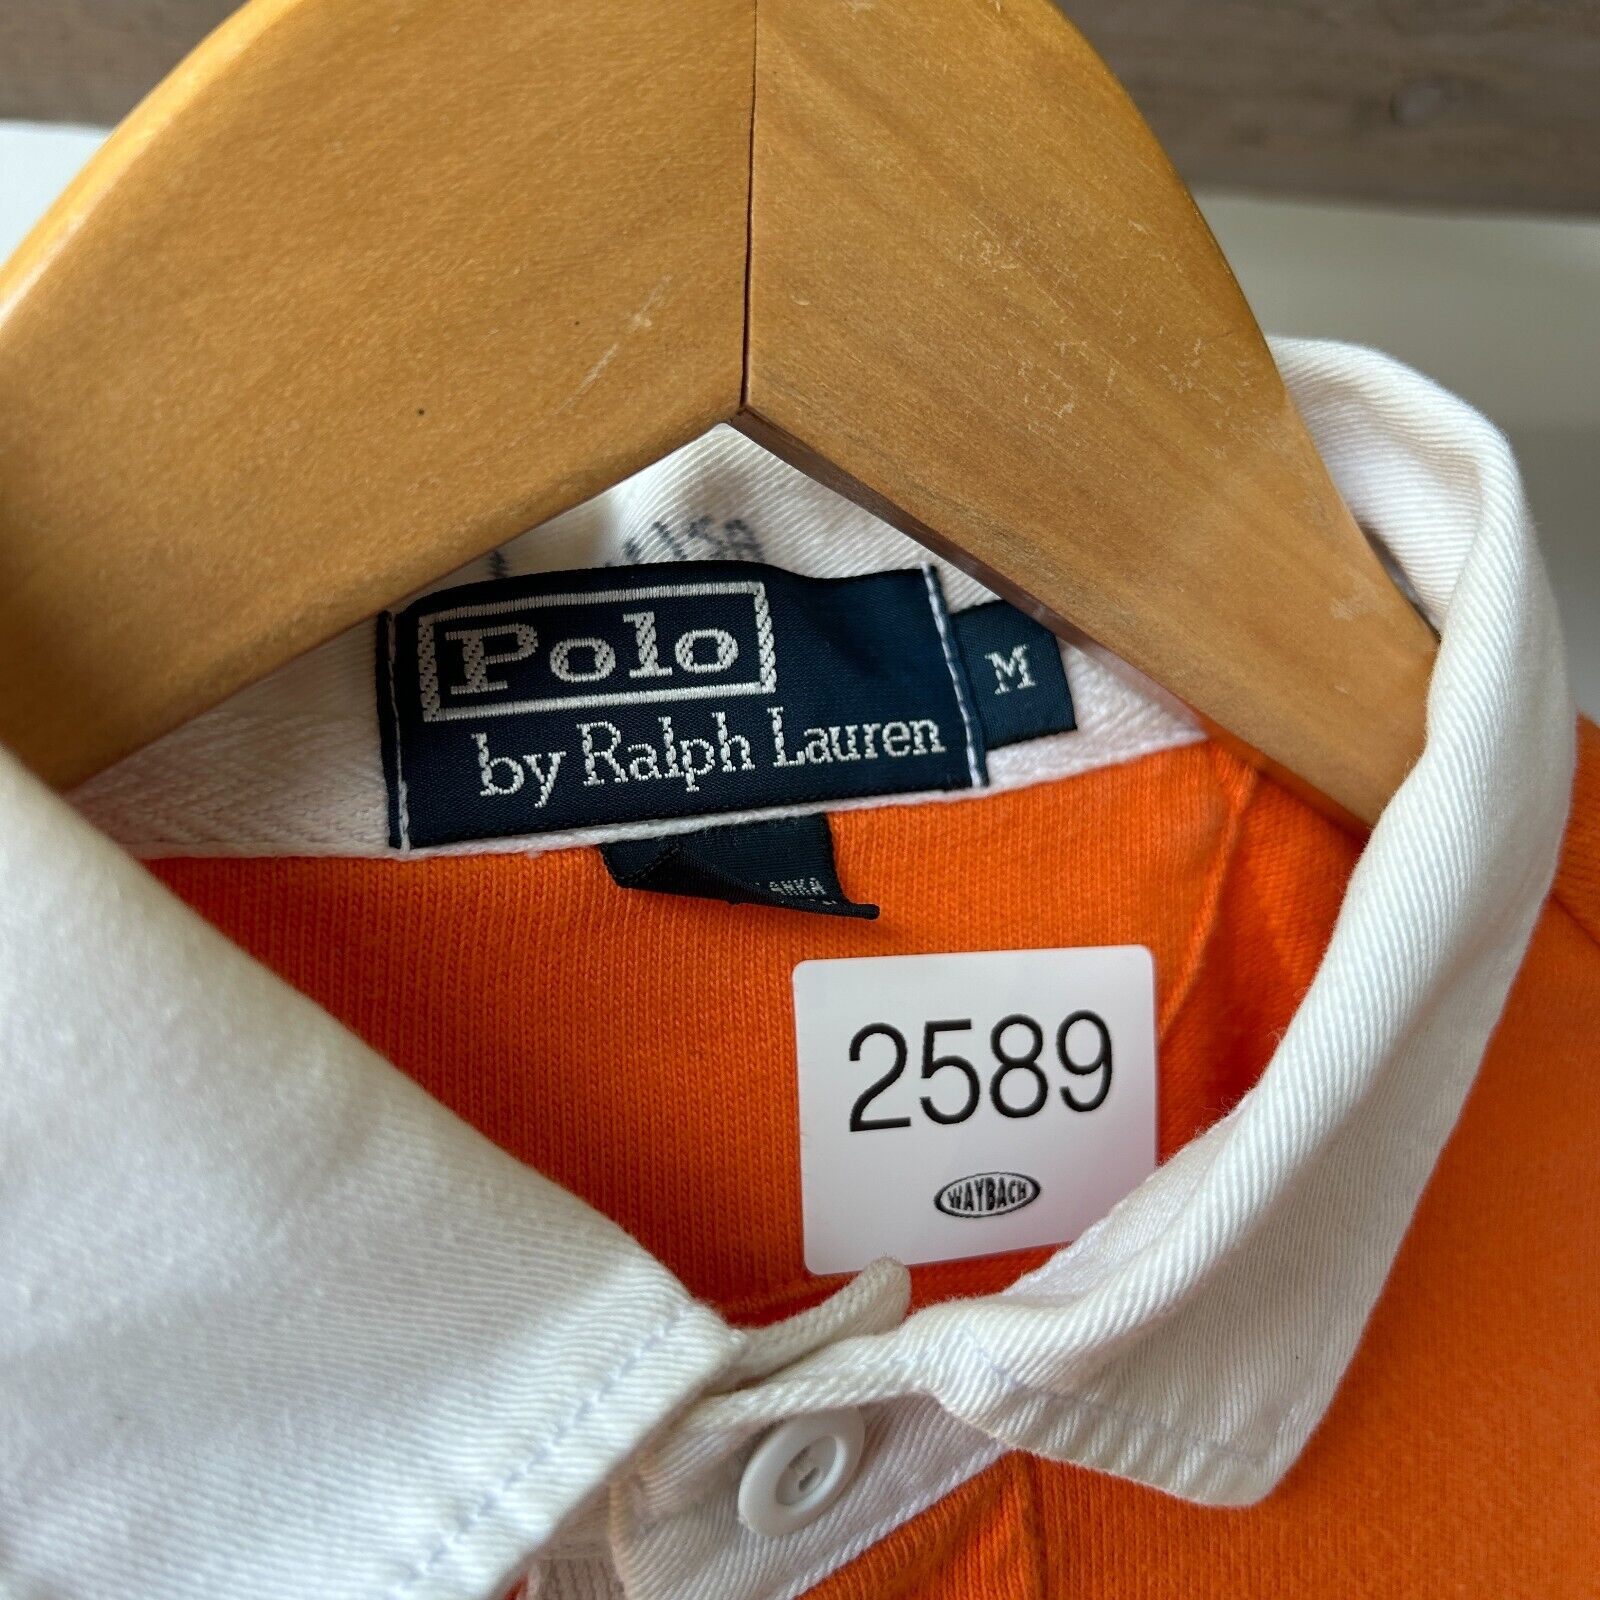 Polo
by Ralph Lauren
M
2589
WAYBACH